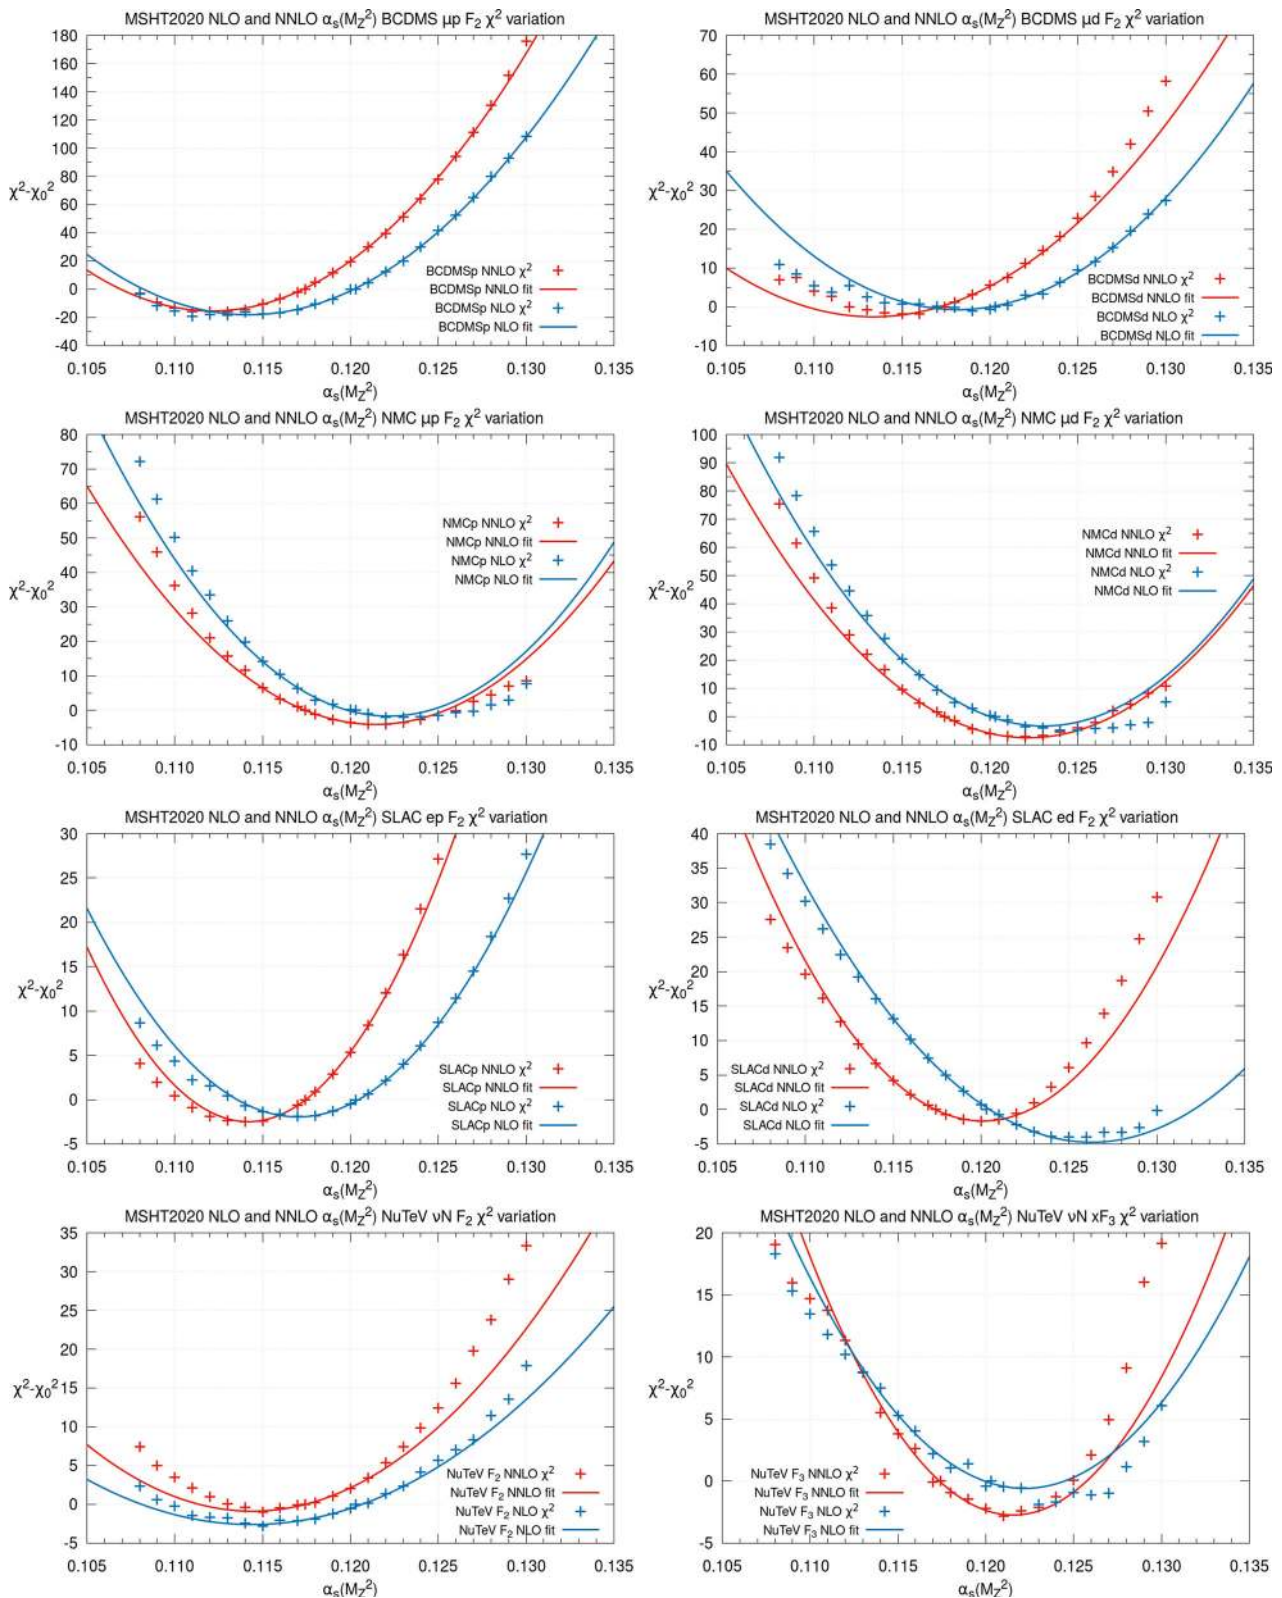 MSHT2020 NLO and NNLO αs(MZ²) BCDMS μp F2 χ² variation
180
160
140
120
100
80
60
40
20
0
-20
-40
χ²-χ0²
BCDMSp NNLO χ²
BCDMSp NNLO fit
BCDMSp NLO χ²
BCDMSp NLO fit
0.105 0.110 0.115 0.120 0.125 0.130 0.135
αs(MZ²)
MSHT2020 NLO and NNLO αs(MZ²) BCDMS μd F2 χ² variation
70
60
50
40
30
20
10
0
-10
χ²-χ0²
BCDMSd NNLO χ²
BCDMSd NNLO fit
BCDMSd NLO χ²
BCDMSd NLO fit
0.105 0.110 0.115 0.120 0.125 0.130 0.135
αs(MZ²)
MSHT2020 NLO and NNLO αs(MZ²) NMC μp F2 χ² variation
80
70
60
50
40
30
20
10
0
-10
χ²-χ0²
NMCp NNLO χ²
NMCp NNLO fit
NMCp NLO χ²
NMCp NLO fit
0.105 0.110 0.115 0.120 0.125 0.130 0.135
αs(MZ²)
MSHT2020 NLO and NNLO αs(MZ²) NMC μd F2 χ² variation
100
90
80
70
60
50
40
30
20
10
0
-10
χ²-χ0²
NMCd NNLO χ²
NMCd NNLO fit
NMCd NLO χ²
NMCd NLO fit
0.105 0.110 0.115 0.120 0.125 0.130 0.135
αs(MZ²)
MSHT2020 NLO and NNLO αs(MZ²) SLAC ep F2 χ² variation
30
25
20
15
10
5
0
-5
χ²-χ0²
SLACp NNLO χ²
SLACp NNLO fit
SLACp NLO χ²
SLACp NLO fit
0.105 0.110 0.115 0.120 0.125 0.130 0.135
αs(MZ²)
MSHT2020 NLO and NNLO αs(MZ²) SLAC ed F2 χ² variation
40
35
30
25
20
15
10
5
0
-5
χ²-χ0²
SLACd NNLO χ²
SLACd NNLO fit
SLACd NLO χ²
SLACd NLO fit
0.105 0.110 0.115 0.120 0.125 0.130 0.135
αs(MZ²)
MSHT2020 NLO and NNLO αs(MZ²) NuTeV νN F2 χ² variation
35
30
25
20
15
10
5
0
-5
χ²-χ0²
NuTeV F2 NNLO χ²
NuTeV F2 NNLO fit
NuTeV F2 NLO χ²
NuTeV F2 NLO fit
0.105 0.110 0.115 0.120 0.125 0.130 0.135
αs(MZ²)
MSHT2020 NLO and NNLO αs(MZ²) NuTeV νN xF3 χ² variation
20
15
10
5
0
-5
χ²-χ0²
NuTeV F3 NNLO χ²
NuTeV F3 NNLO fit
NuTeV F3 NLO χ²
NuTeV F3 NLO fit
0.105 0.110 0.115 0.120 0.125 0.130 0.135
αs(MZ²)